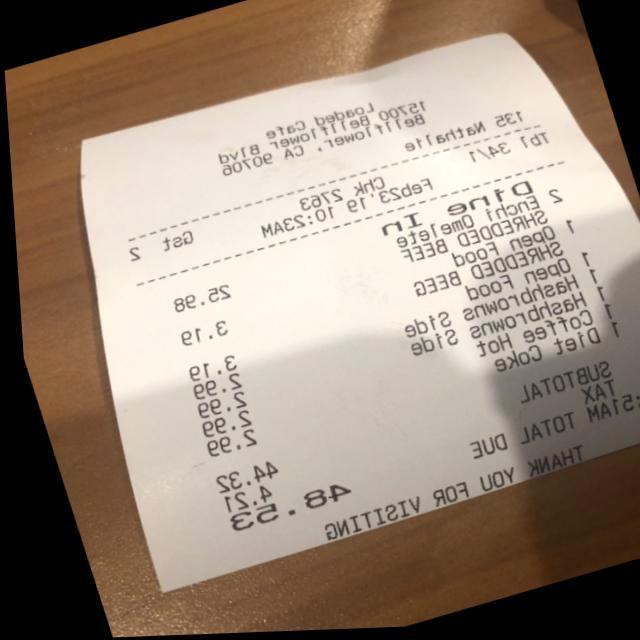 Loaded Cafe
15700 Bellflower Blvd
Bellflower, CA 90706
135 Nathalie
Tbl 34/1 Chk 2763 Gst 2
Feb23'19 10:23AM
Dine In
2 Enchi Omelete 25.98
SHREDDED BEEF
1 Open Food 3.19
SHREDDED BEEG
1 Open Food 3.19
1 Hashbrowns Side 2.99
1 Hashbrowns Side 2.99
1 Coffee Hot 2.99
1 Diet Coke 2.99
SUBTOTAL 44.32
TAX 4.21
:51AM TOTAL DUE 48.53
THANK YOU FOR VISITING